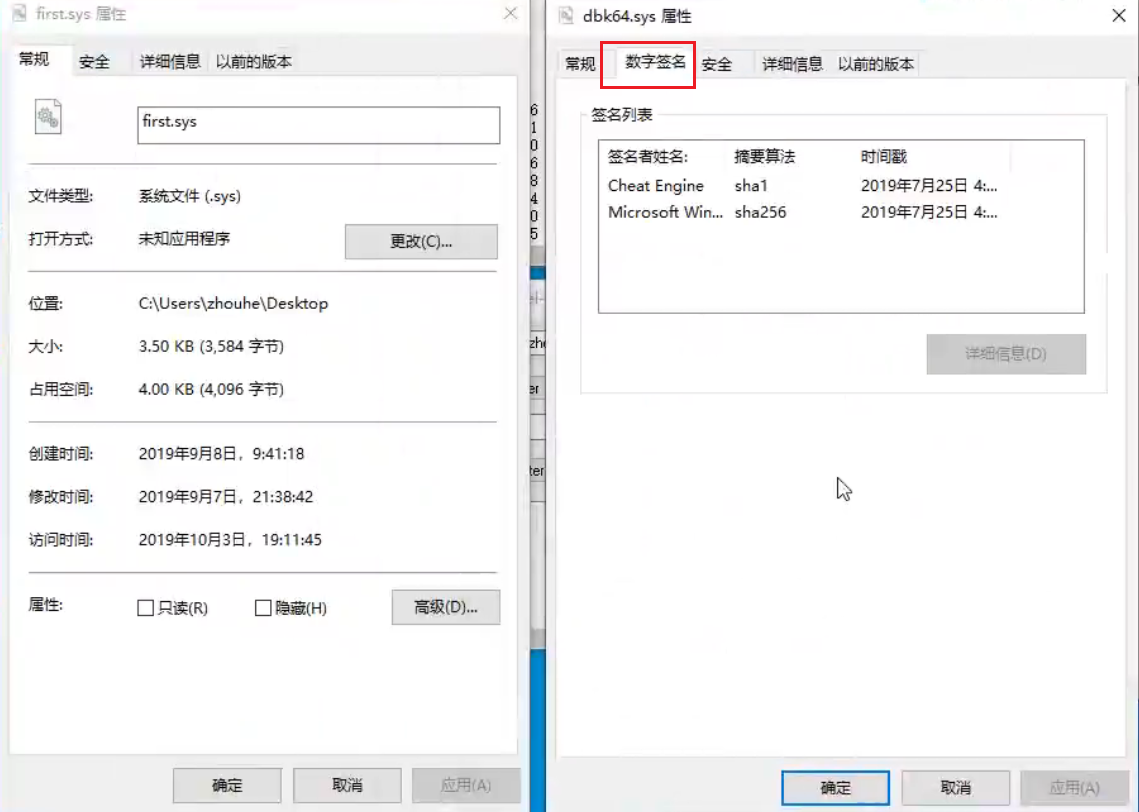 first.sys 属性
常规
安全
详细信息
以前的版本
first.sys
文件类型:
系统文件 (.sys)
打开方式:
未知应用程序
更改(C)...
位置:
C:\Users\zhouhe\Desktop
大小:
3.50 KB (3,584 字节)
占用空间:
4.00 KB (4,096 字节)
创建时间:
2019年9月8日，9:41:18
修改时间:
2019年9月7日，21:38:42
访问时间:
2019年10月3日，19:11:45
属性:
只读(R)
隐藏(H)
高级(D)...
确定
取消
应用(A)
6
1
0
6
8
4
0
5
dbk64.sys 属性
常规
数字签名
安全
详细信息
以前的版本
签名列表
签名者姓名:
摘要算法
时间戳
Cheat Engine
sha1
2019年7月25日 4:...
Microsoft Win...
sha256
2019年7月25日 4:...
详细信息(D)
确定
取消
应用(A)